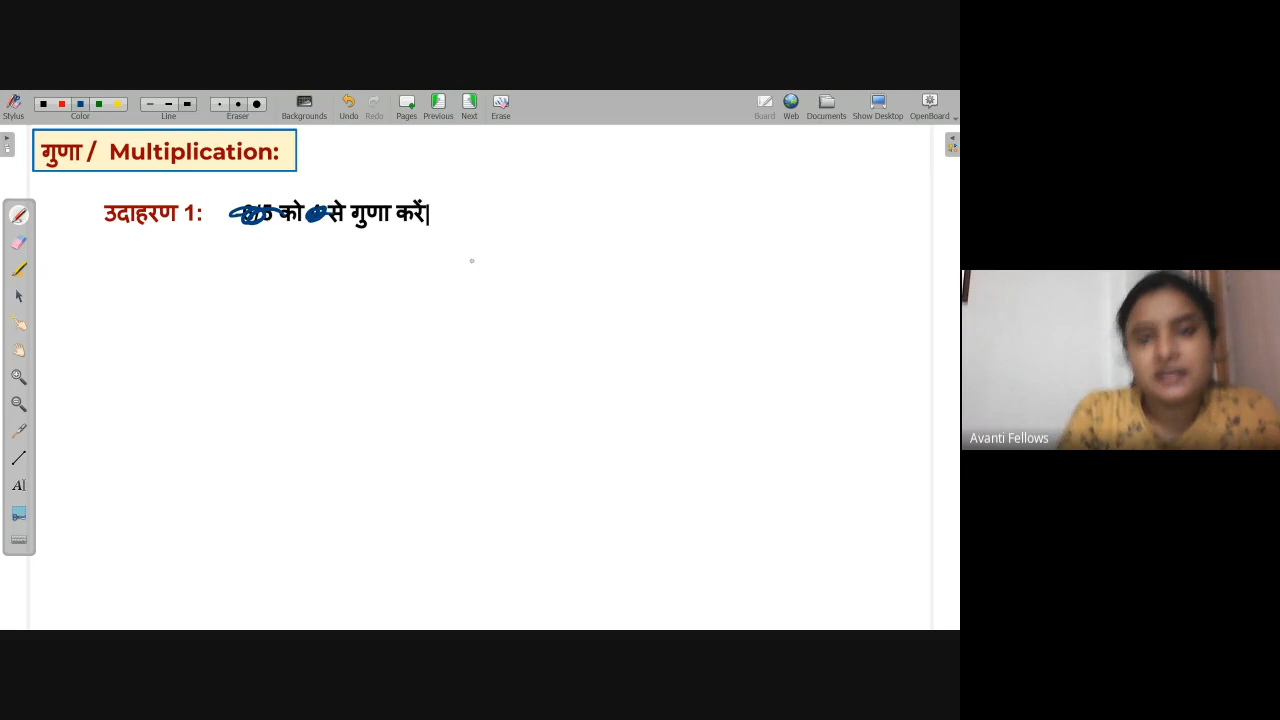 Stylus
Color
Line
Eraser
Backgrounds
Undo
Redo
Pages
Previous
Next
Erase
Board
Web
Documents
Show Desktop
OpenBoard
गुणा / Multiplication:
उदाहरण 1: को से गुणा करें|
Avanti Fellows